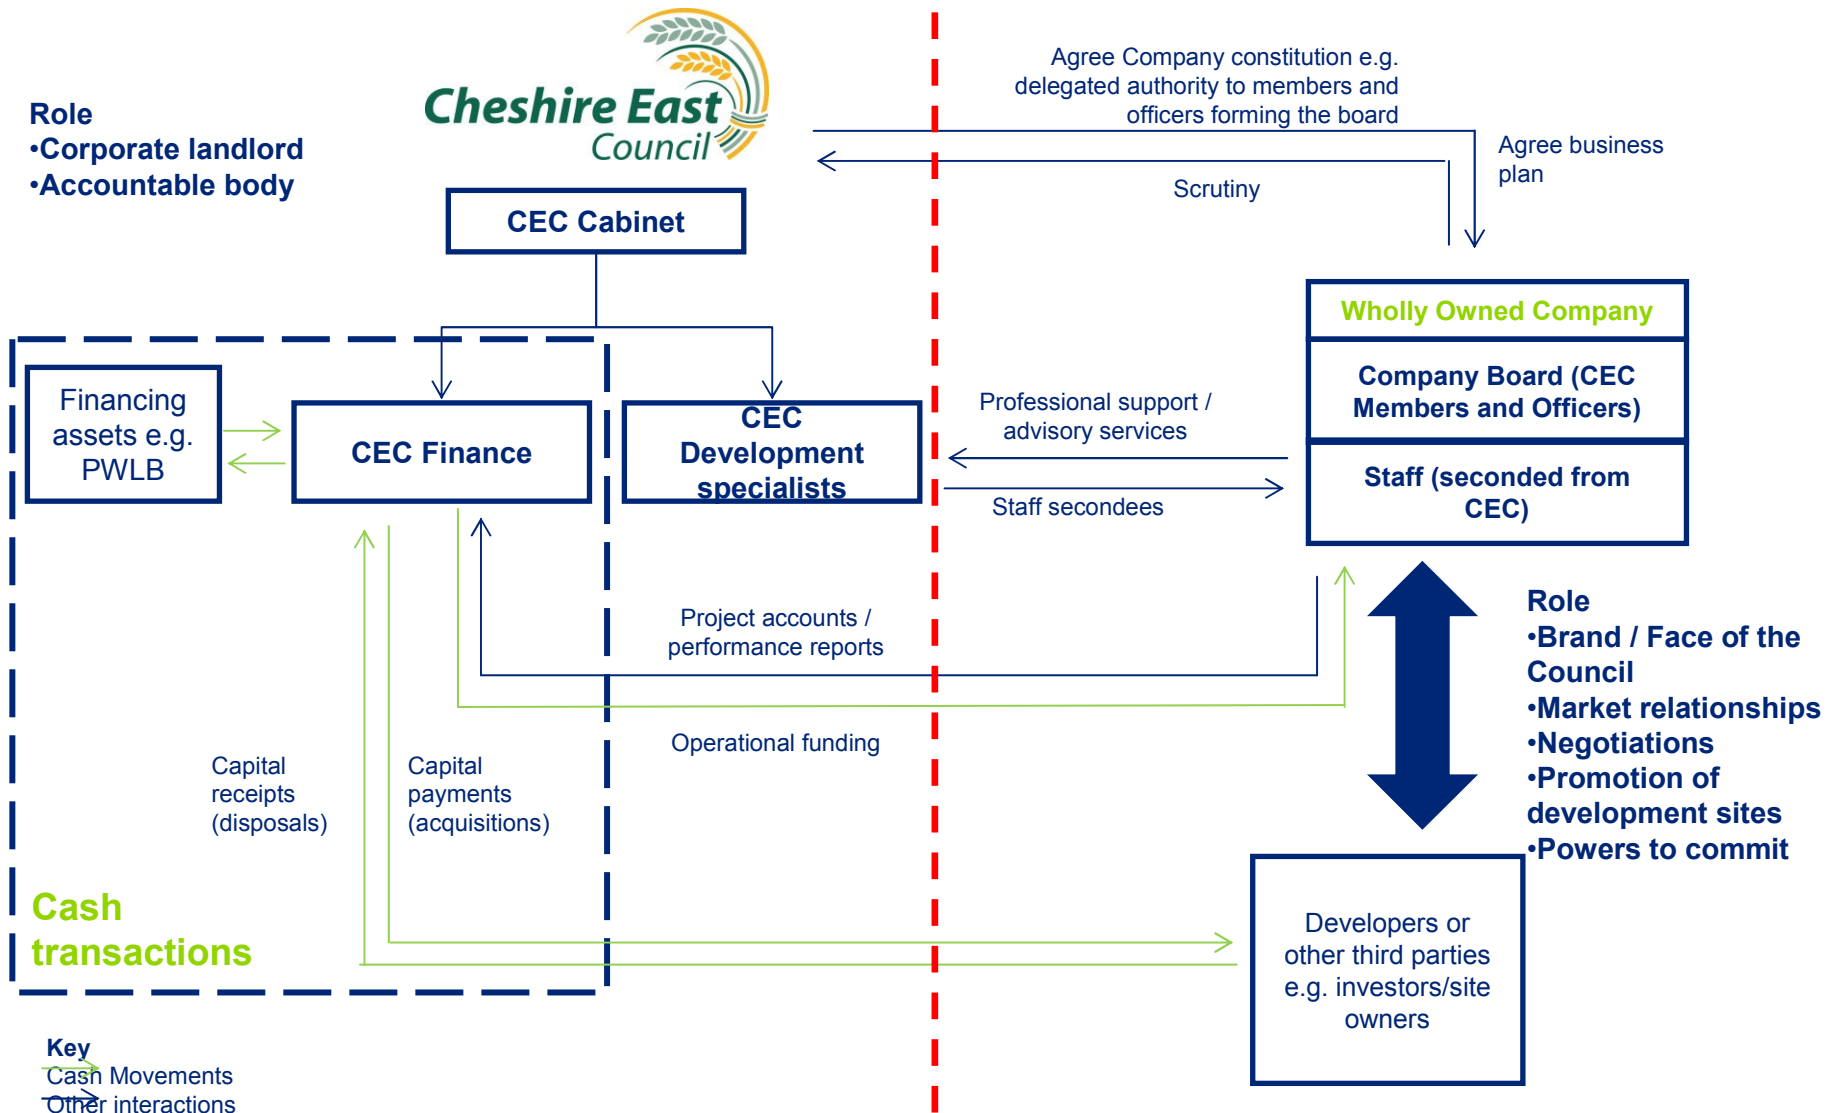 Cheshire East
Council
Role
•Corporate landlord
•Accountable body
CEC Cabinet
Agree Company constitution e.g.
delegated authority to members and
officers forming the board
Agree business
plan
Scrutiny
Wholly Owned Company
Company Board (CEC
Members and Officers)
Staff (seconded from
CEC)
Financing
assets e.g.
PWLB
CEC Finance
CEC
Development
specialists
Professional support /
advisory services
Staff secondees
Project accounts /
performance reports
Operational funding
Capital
receipts
(disposals)
Capital
payments
(acquisitions)
Role
•Brand / Face of the
Council
•Market relationships
•Negotiations
•Promotion of
development sites
•Powers to commit
Cash
transactions
Developers or
other third parties
e.g. investors/site
owners
Key
Cash Movements
Other interactions